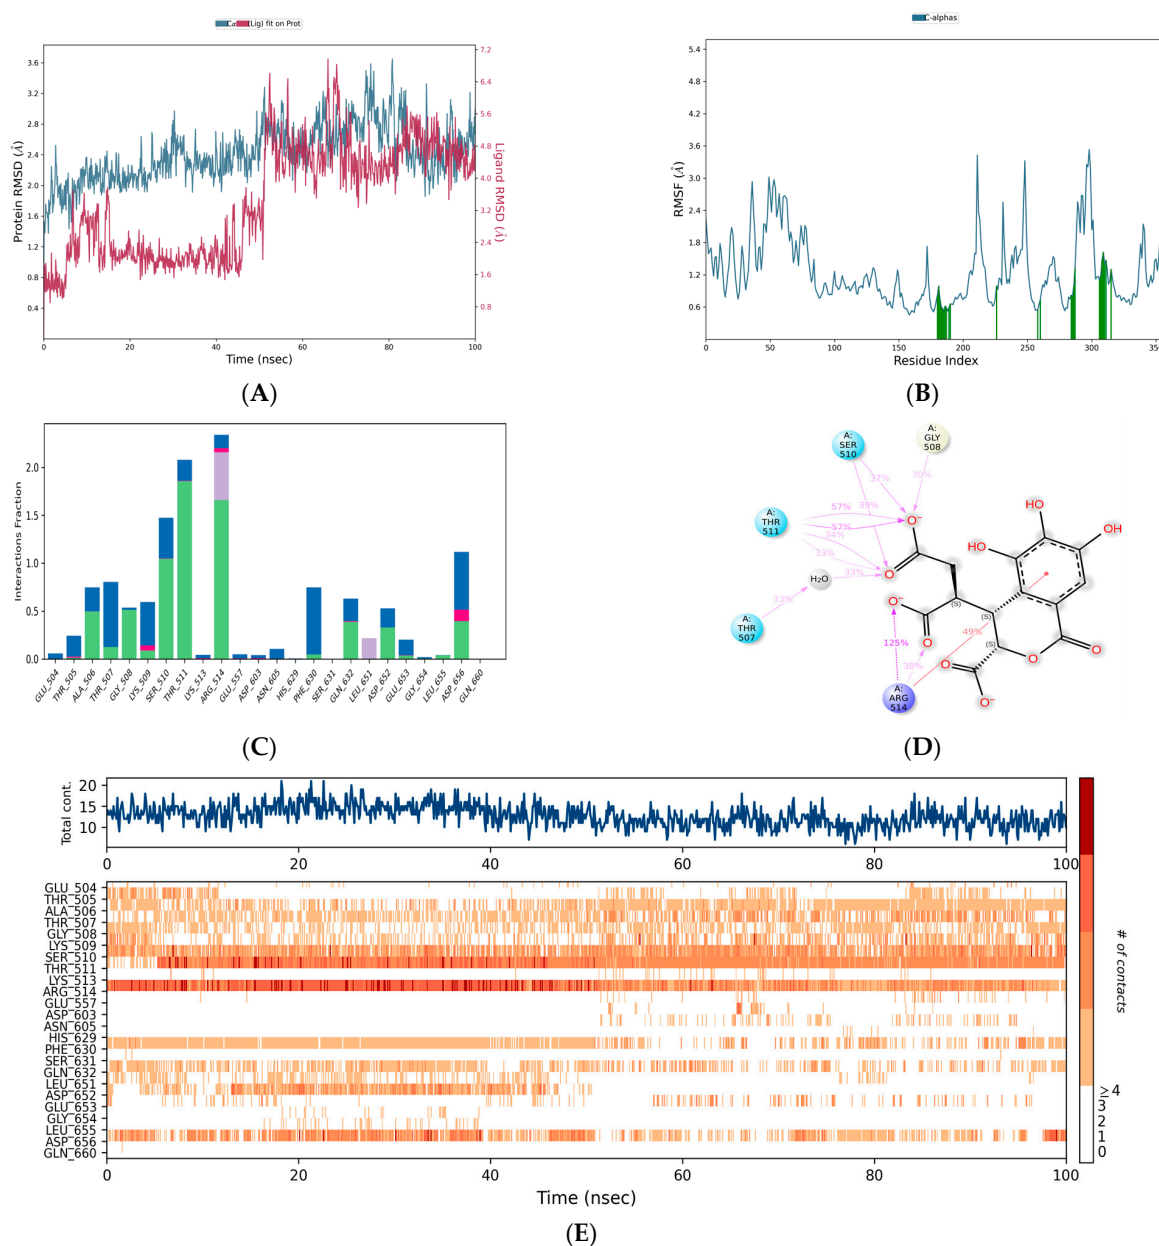 Cα (Lig) fit on Prot
Protein RMSD (Å)
3.6
3.2
2.8
2.4
2.0
1.6
1.2
0.8
0.4
7.2
6.4
5.6
4.8
4.0
3.2
2.4
1.6
0.8
Ligand RMSD (Å)
0 20 40 60 80 100
Time (nsec)
(A)
C-alphas
RMSF (Å)
5.4
4.8
4.2
3.6
3.0
2.4
1.8
1.2
0.6
0 50 100 150 200 250 300 350
Residue Index
(B)
Interactions Fraction
2.0
1.5
1.0
0.5
0.0
GLU_504 THR_505 ALA_506 THR_507 GLY_508 LYS_509 SER_510 THR_511 LYS_513 ARG_514 GLU_557 ASP_603 ASN_605 HIS_629 PHE_630 SER_631 GLN_632 LEU_651 ASP_652 GLU_653 GLY_654 LEU_655 ASP_656 GLN_660
(C)
A:
SER
510
A:
GLY
508
37%
30%
39%
A:
THR
511
57%
57%
34%
33%
O⁻
O
HO
OH
HO
H₂O
33%
33%
A:
THR
507
O⁻
O
(S)
(S)
(S)
49%
125%
38%
O
O
O
O⁻
A:
ARG
514
(D)
Total cont.
20
15
10
0 20 40 60 80 100
GLU_504
THR_505
ALA_506
THR_507
GLY_508
LYS_509
SER_510
THR_511
LYS_513
ARG_514
GLU_557
ASP_603
ASN_605
HIS_629
PHE_630
SER_631
GLN_632
LEU_651
ASP_652
GLU_653
GLY_654
LEU_655
ASP_656
GLN_660
0 20 40 60 80 100
Time (nsec)
# of contacts
≥4
3
2
1
0
(E)